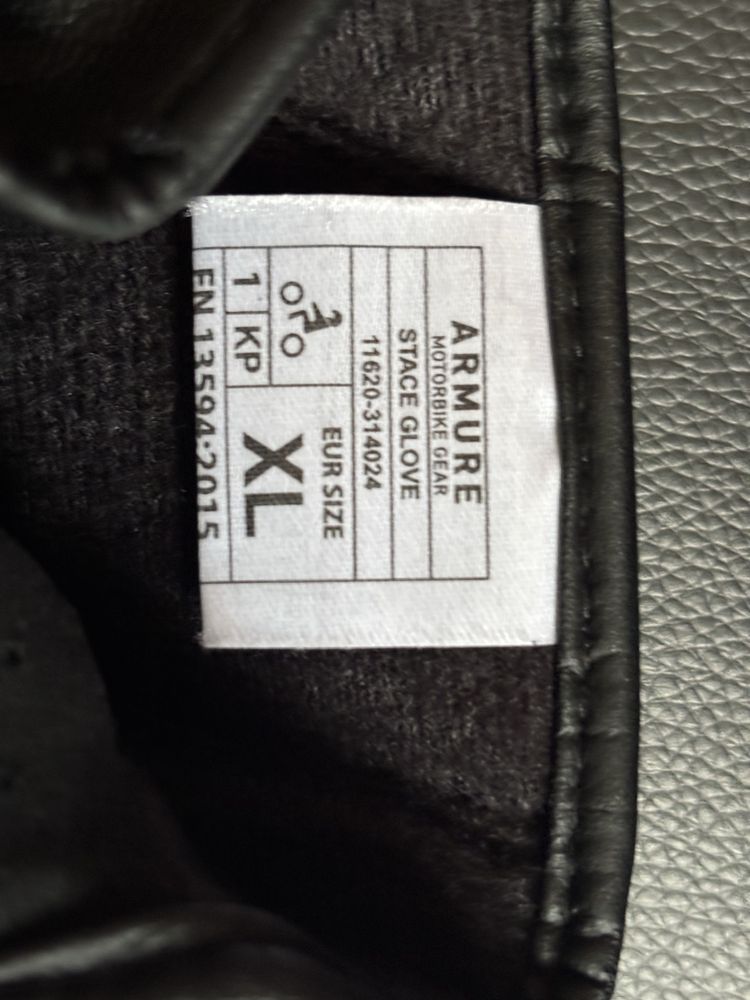 ARMURE
MOTORBIKE GEAR
STACE GLOVE
11620-314024
EUR SIZE
XL
1 KP
EN 13594:2015